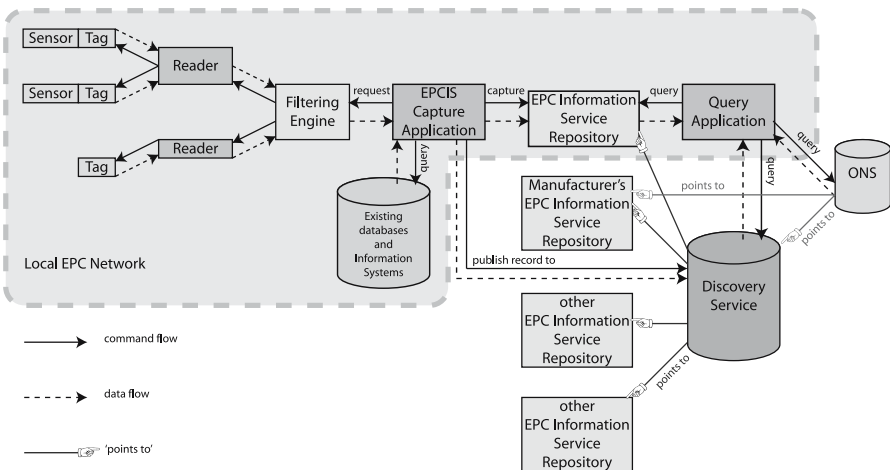 Sensor Tag
Reader
Sensor Tag
Reader
Tag
Filtering
Engine
request
EPCIS
Capture
Application
capture
EPC Information
Service
Repository
query
Query
Application
query
ONS
query
Existing
databases
and
Information
Systems
query
points to
points to
Manufacturer's
EPC Information
Service
Repository
Local EPC Network
publish record to
Discovery
Service
other
EPC Information
Service
Repository
points to
other
EPC Information
Service
Repository
command flow
data flow
'points to'